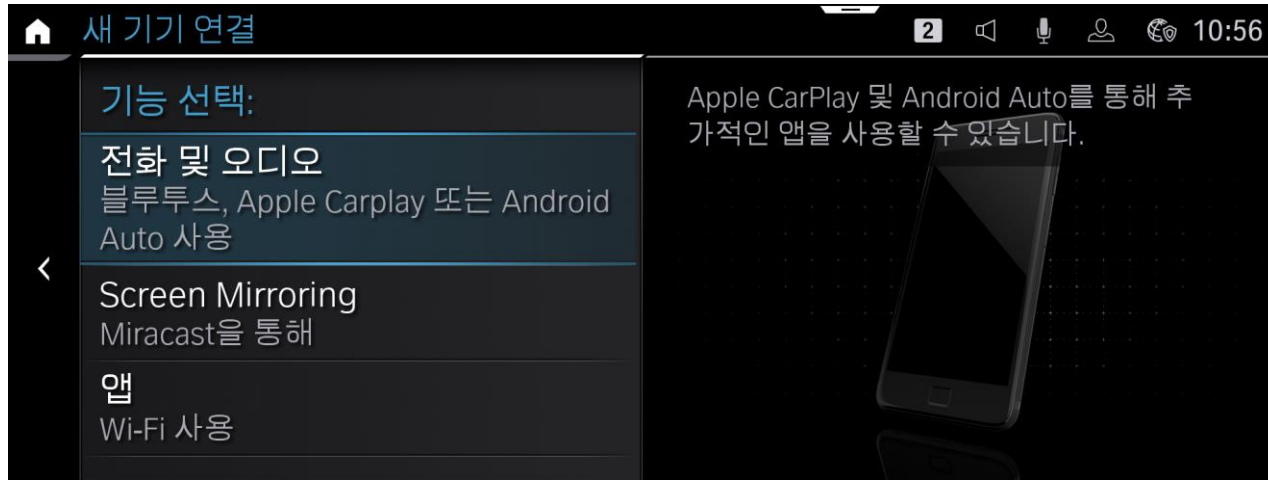 새 기기 연결
2
10:56
기능 선택:
전화 및 오디오
블루투스, Apple Carplay 또는 Android
Auto 사용
Screen Mirroring
Miracast을 통해
앱
Wi-Fi 사용
Apple CarPlay 및 Android Auto를 통해 추
가적인 앱을 사용할 수 있습니다.